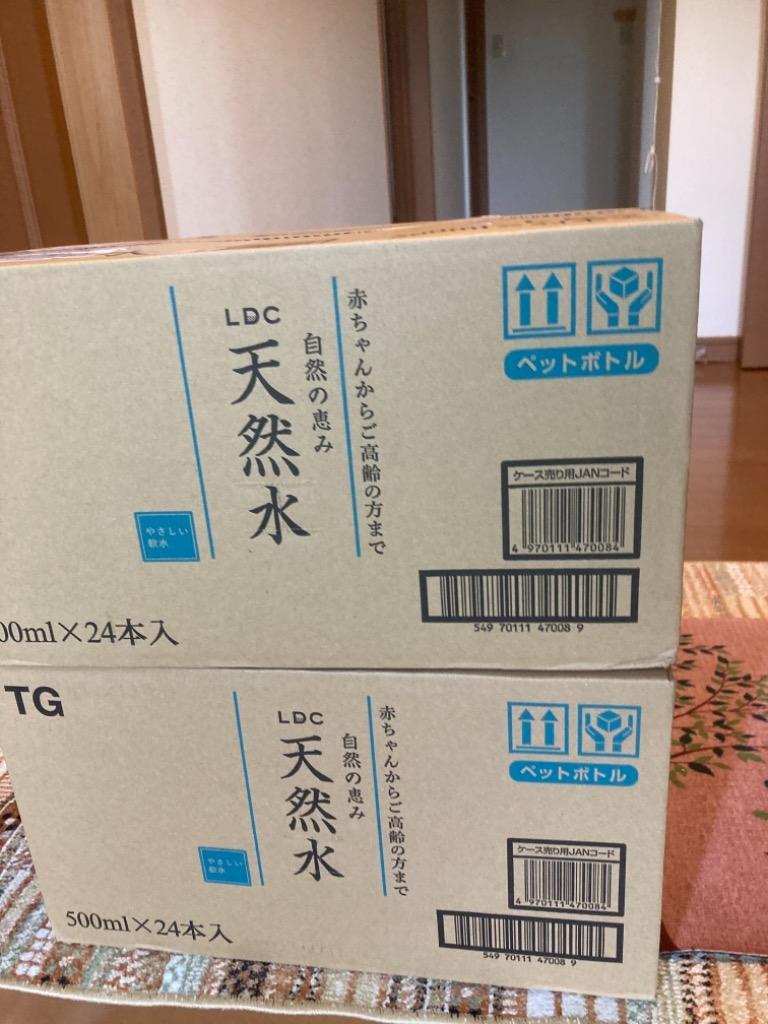 LDC
天然水
自然の恵み
赤ちゃんからご高齢の方まで
やさしい
軟水
00ml×24本入
ペットボトル
ケース売り用JANコード
4 970111 470084
549 70111 47008 9
TG
LDC
天然水
自然の恵み
赤ちゃんからご高齢の方まで
やさしい
軟水
500ml×24本入
ペットボトル
ケース売り用JANコード
4 970111 470084
549 70111 47008 9